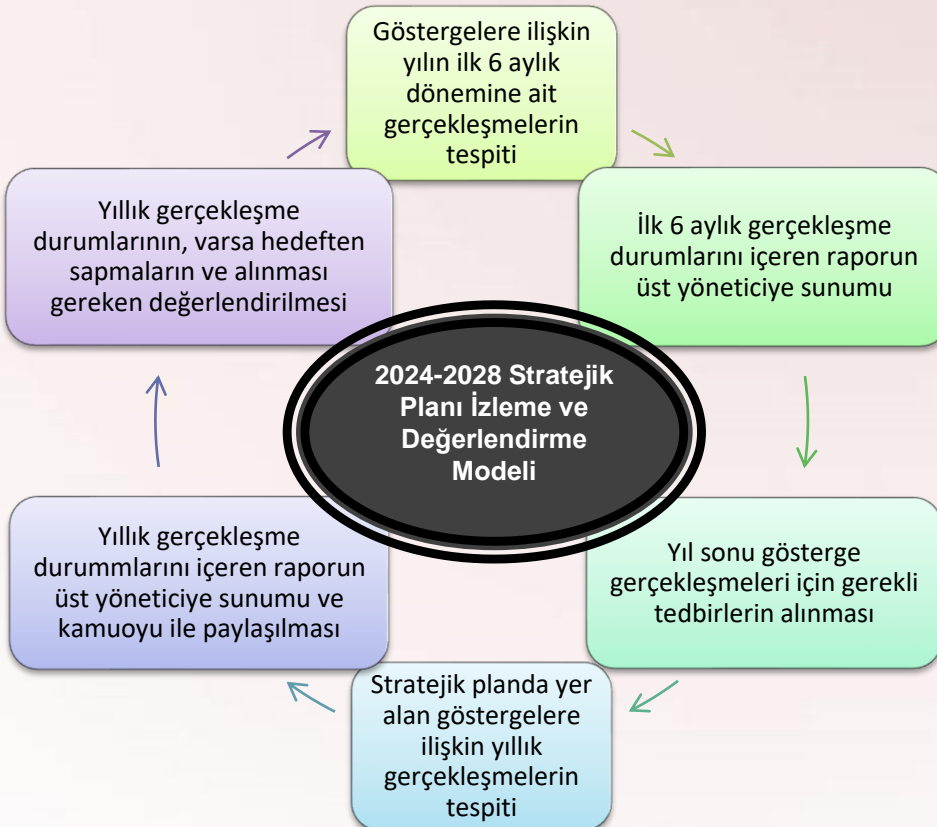 Göstergelere ilişkin
yılın ilk 6 aylık
dönemine ait
gerçekleşmelerin
tespiti
İlk 6 aylık gerçekleşme
durumlarını içeren raporun
üst yöneticiye sunumu
Yıl sonu gösterge
gerçekleşmeleri için gerekli
tedbirlerin alınması
Stratejik planda yer
alan göstergelere
ilişkin yıllık
gerçekleşmelerin
tespiti
Yıllık gerçekleşme
durummlarını içeren raporun
üst yöneticiye sunumu ve
kamuoyu ile paylaşılması
Yıllık gerçekleşme
durumlarının, varsa hedeften
sapmaların ve alınması
gereken değerlendirilmesi
2024-2028 Stratejik
Planı İzleme ve
Değerlendirme
Modeli